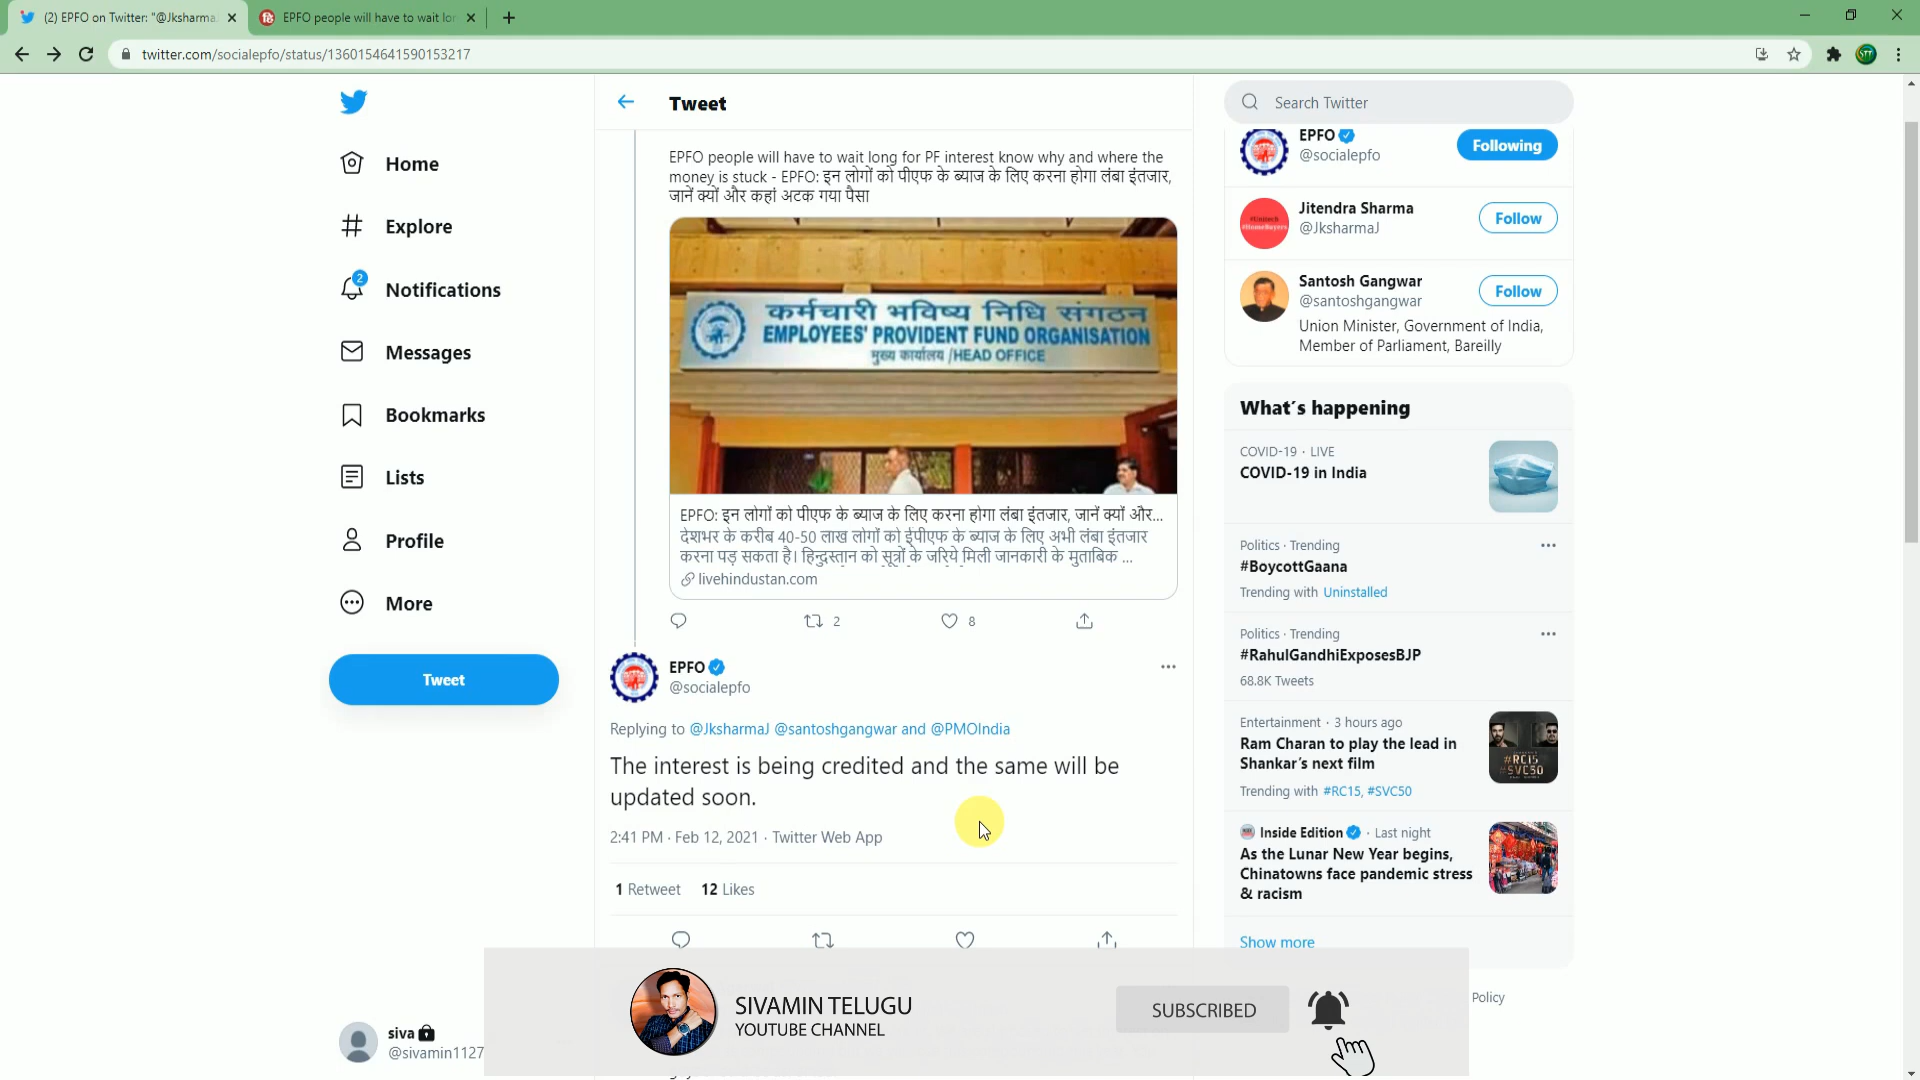 (2) EPFO on Twitter: "@Jksharma
EPFO people will have to wait lon
twitter.com/socialepfo/status/1360154641590153217
Home
Explore
2
Notifications
Messages
Bookmarks
Lists
Profile
More
Tweet
siva
@sivamin1127
Tweet
EPFO people will have to wait long for PF interest know why and where the
money is stuck - EPFO: इन लोगों को पीएफ के ब्याज के लिए करना होगा लंबा इंतजार,
जानें क्यों और कहां अटक गया पैसा
कर्मचारी भविष्य निधि संगठन
EMPLOYEES' PROVIDENT FUND ORGANISATION
मुख्य कार्यालय /HEAD OFFICE
EPFO: इन लोगों को पीएफ के ब्याज के लिए करना होगा लंबा इंतजार, जानें क्यों और...
देशभर के करीब 40-50 लाख लोगों को ईपीएफ के ब्याज के लिए अभी लंबा इंतजार
करना पड़ सकता है। हिन्दुस्तान को सूत्रों के जरिये मिली जानकारी के मुताबिक ...
livehindustan.com
2
8
EPFO
@socialepfo
Replying to @JksharmaJ @santoshgangwar and @PMOIndia
The interest is being credited and the same will be
updated soon.
2:41 PM · Feb 12, 2021 · Twitter Web App
1 Retweet 12 Likes
Search Twitter
EPFO
@socialepfo
Following
Jitendra Sharma
@JksharmaJ
Follow
Santosh Gangwar
@santoshgangwar
Follow
Union Minister, Government of India,
Member of Parliament, Bareilly
What's happening
COVID-19 · LIVE
COVID-19 in India
Politics · Trending
#BoycottGaana
Trending with Uninstalled
Politics · Trending
#RahulGandhiExposesBJP
68.8K Tweets
Entertainment · 3 hours ago
Ram Charan to play the lead in
Shankar's next film
Trending with #RC15, #SVC50
#RC15
#SVC50
Inside Edition · Last night
As the Lunar New Year begins,
Chinatowns face pandemic stress
& racism
Show more
Policy
SIVAMIN TELUGU
YOUTUBE CHANNEL
SUBSCRIBED